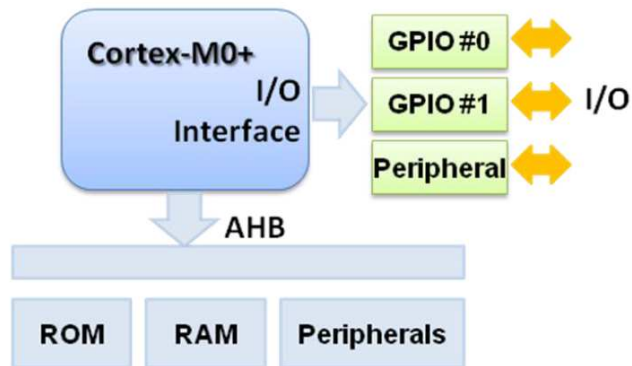 Cortex-M0+
I/O
Interface
GPIO #0
GPIO #1
Peripheral
I/O
AHB
ROM
RAM
Peripherals